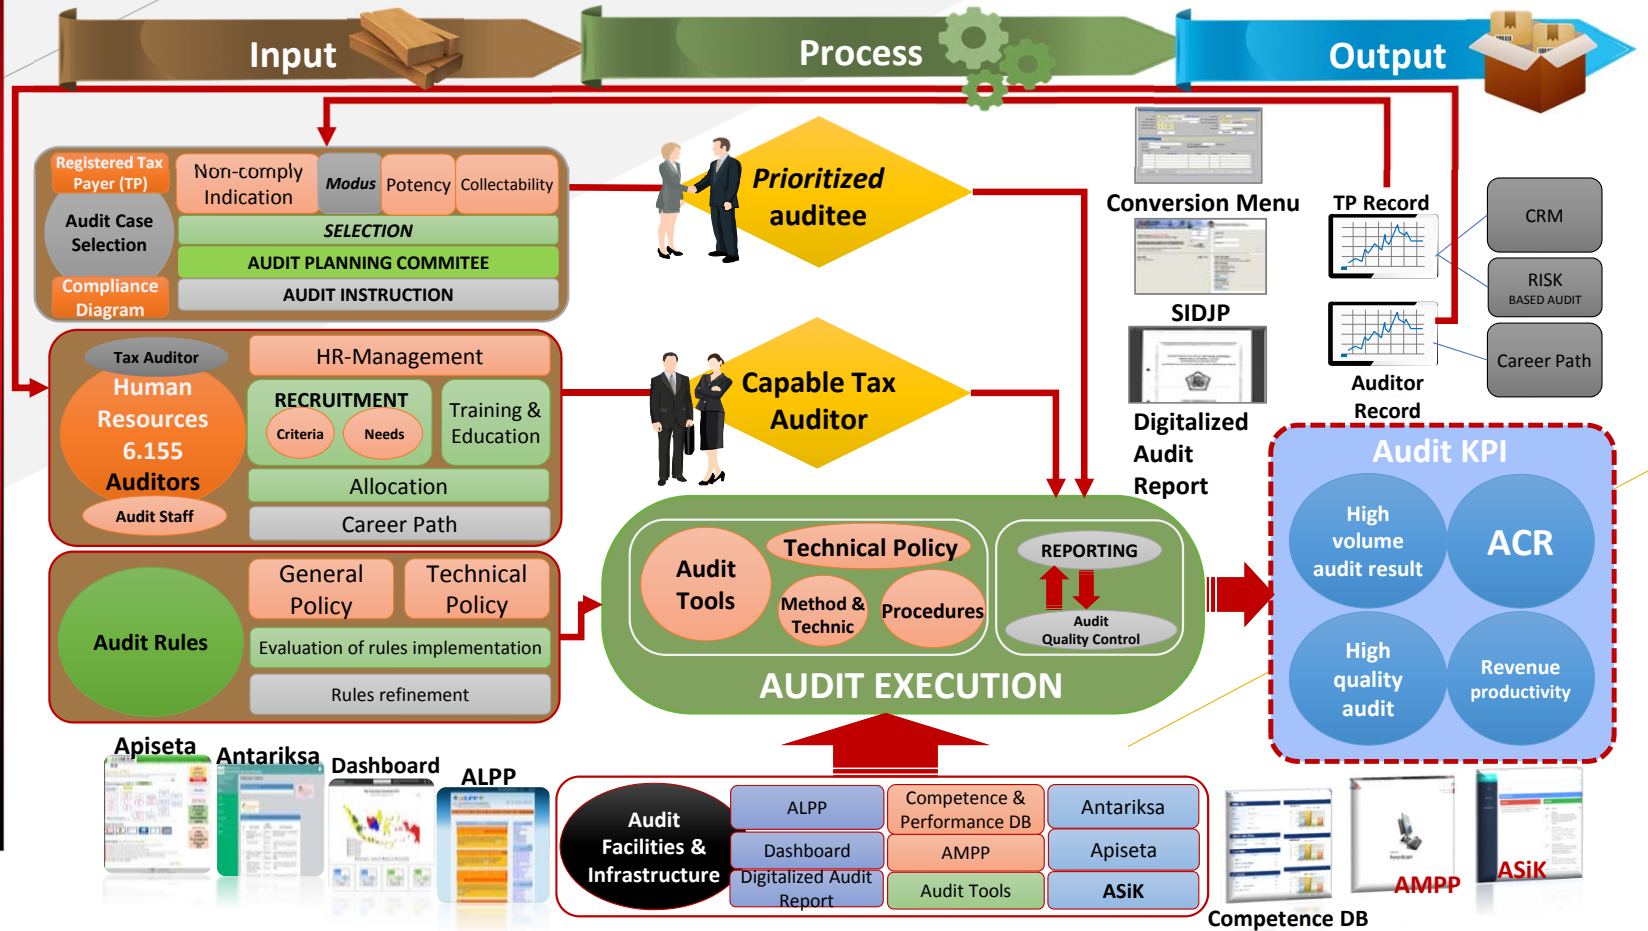 Input
Process
Output
Registered Tax
Payer (TP)
Audit Case
Selection
Compliance
Diagram
Non-comply
Indication
Modus
Potency
Collectability
SELECTION
AUDIT PLANNING COMMITEE
AUDIT INSTRUCTION
Prioritized
auditee
Conversion Menu
SIDJP
Digitalized
Audit
Report
TP Record
Auditor
Record
CRM
RISK
BASED AUDIT
Career Path
Tax Auditor
Human
Resources
6.155
Auditors
Audit Staff
HR-Management
RECRUITMENT
Criteria
Needs
Training &
Education
Allocation
Career Path
Capable Tax
Auditor
Audit Rules
General
Policy
Technical
Policy
Evaluation of rules implementation
Rules refinement
Audit
Tools
Technical Policy
Method &
Technic
Procedures
REPORTING
Audit
Quality Control
AUDIT EXECUTION
Audit KPI
High
volume
audit result
ACR
High
quality
audit
Revenue
productivity
Apiseta
Antariksa
Dashboard
ALPP
Audit
Facilities &
Infrastructure
ALPP
Competence &
Performance DB
Antariksa
Dashboard
AMPP
Apiseta
Digitalized Audit
Report
Audit Tools
ASiK
Competence DB
AMPP
ASiK